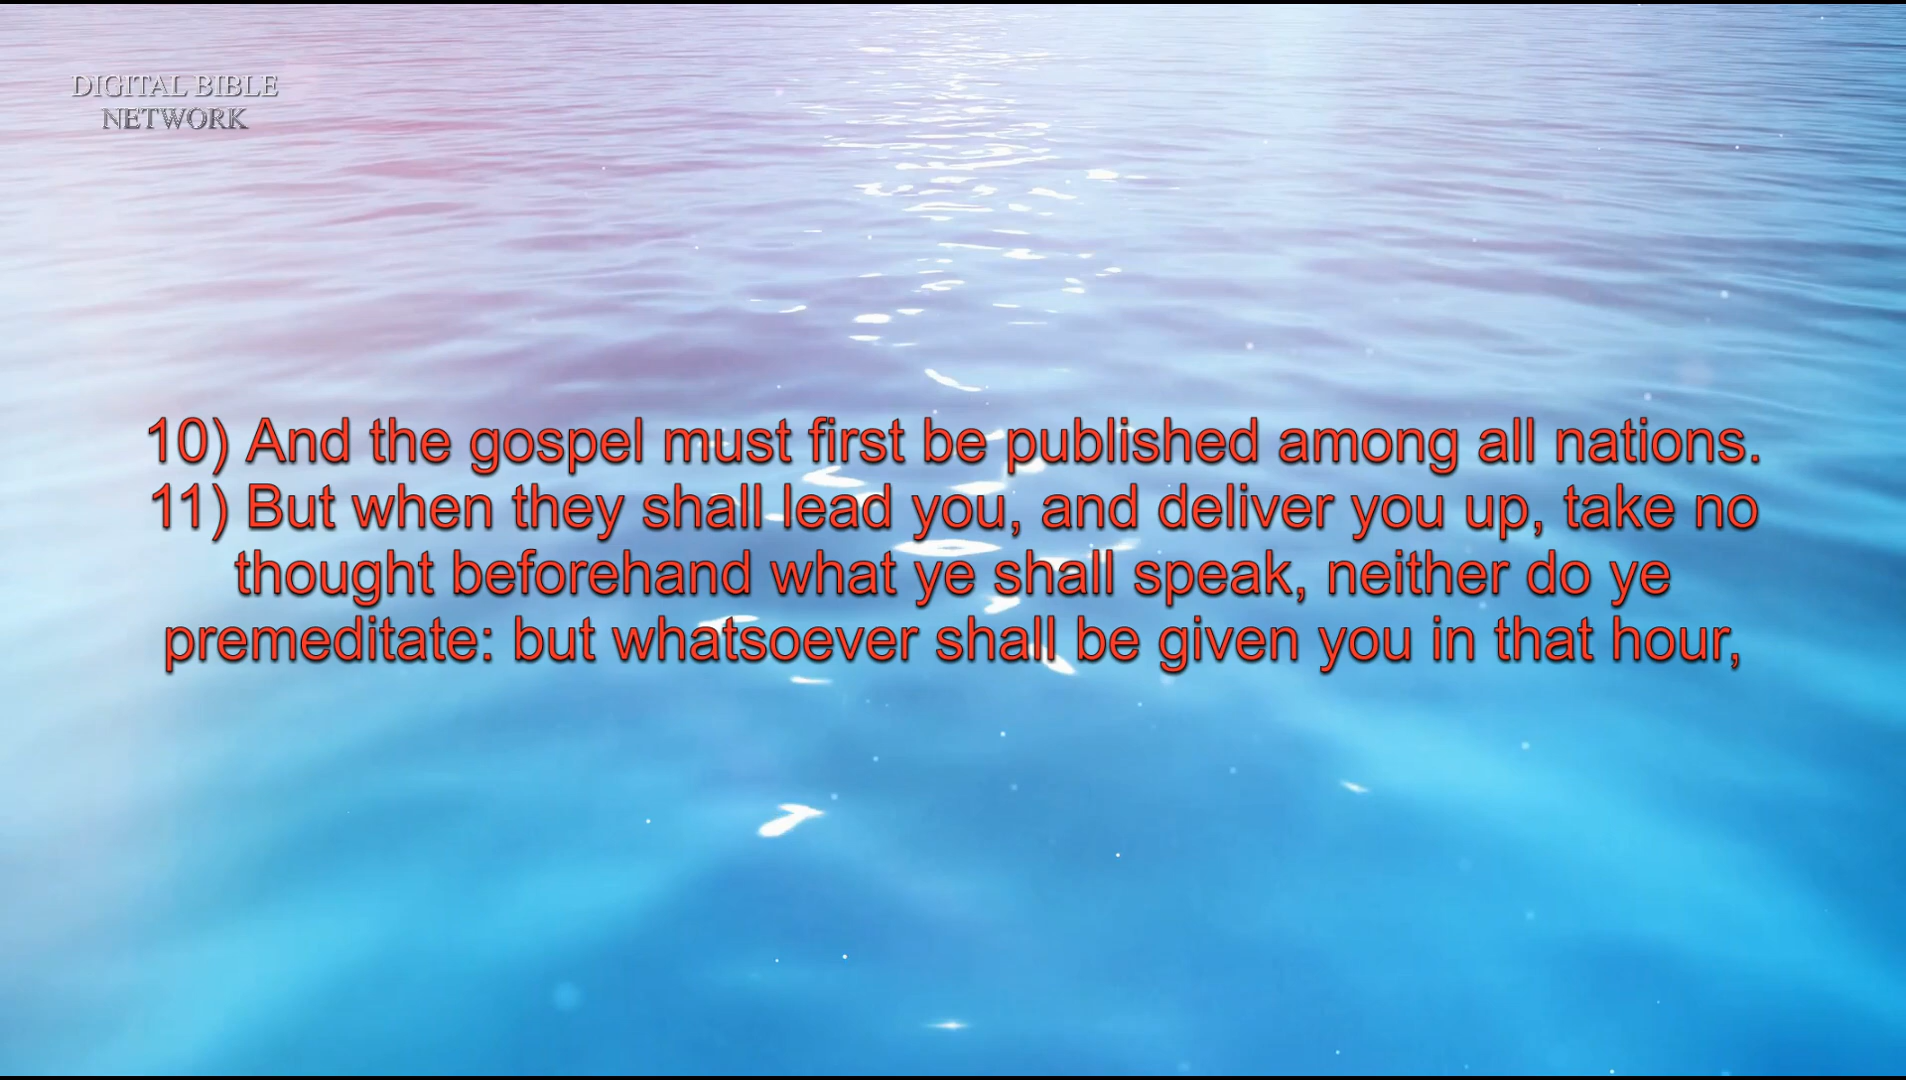 DIGITAL BIBLE
NETWORK
10) And the gospel must first be published among all nations.
11) But when they shall lead you, and deliver you up, take no
thought beforehand what ye shall speak, neither do ye
premeditate: but whatsoever shall be given you in that hour,